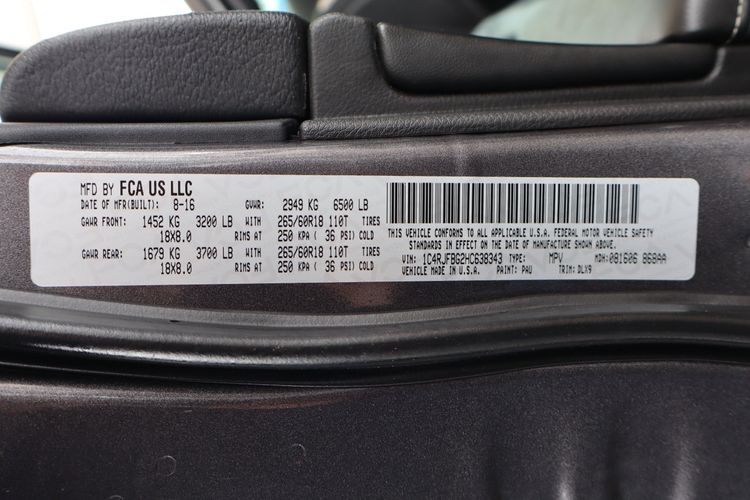 MFD BY FCA US LLC
DATE OF MFR(BUILT): 8-16 GVWR: 2949 KG 6500 LB
GAWR FRONT: 1452 KG 3200 LB WITH 265/60R18 110T TIRES
18X8.0 RIMS AT 250 KPA ( 36 PSI) COLD
GAWR REAR: 1679 KG 3700 LB WITH 265/60R18 110T TIRES
18X8.0 RIMS AT 250 KPA ( 36 PSI) COLD
THIS VEHICLE CONFORMS TO ALL APPLICABLE U.S.A. FEDERAL MOTOR VEHICLE SAFETY
STANDARDS IN EFFECT ON THE DATE OF MANUFACTURE SHOWN ABOVE.
VIN: 1C4RJFBG2HC638343 TYPE: MPV MDH: 081606 868AA
VEHICLE MADE IN U.S.A. PAINT: PAU TRIM: DLX9